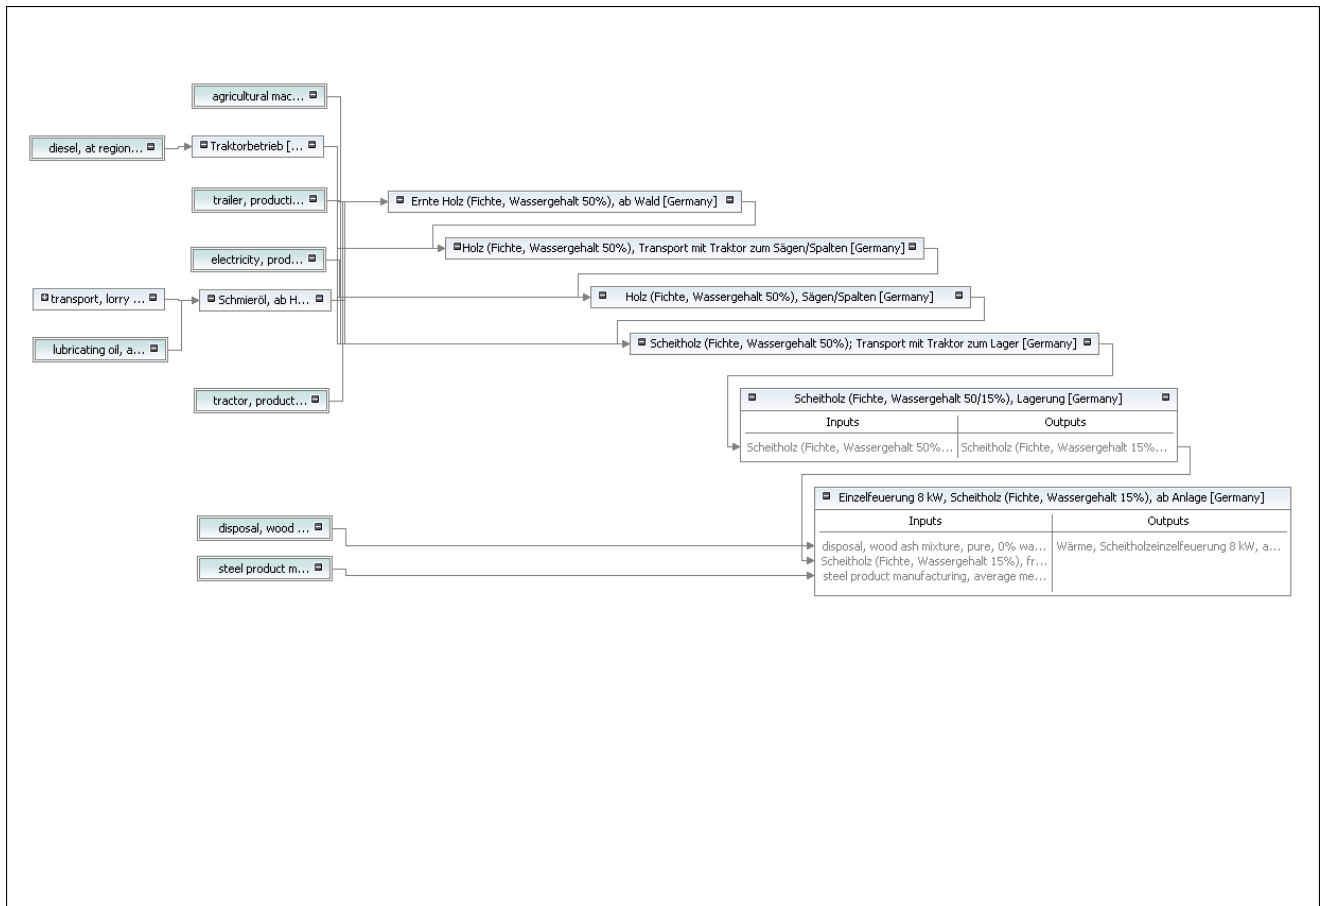 agricultural mac...
diesel, at region...
Traktorbetrieb [...
trailer, producti...
Ernte Holz (Fichte, Wassergehalt 50%), ab Wald [Germany]
electricity, prod...
Holz (Fichte, Wassergehalt 50%), Transport mit Traktor zum Sägen/Spalten [Germany]
transport, lorry ...
Schmieröl, ab H...
Holz (Fichte, Wassergehalt 50%), Sägen/Spalten [Germany]
lubricating oil, a...
Scheitholz (Fichte, Wassergehalt 50%); Transport mit Traktor zum Lager [Germany]
tractor, product...
Scheitholz (Fichte, Wassergehalt 50/15%), Lagerung [Germany]
Inputs
Outputs
Scheitholz (Fichte, Wassergehalt 50%...
Scheitholz (Fichte, Wassergehalt 15%...
Einzelfeuerung 8 kW, Scheitholz (Fichte, Wassergehalt 15%), ab Anlage [Germany]
Inputs
Outputs
disposal, wood ...
disposal, wood ash mixture, pure, 0% wa...
Wärme, Scheitholzeinzelfeuerung 8 kW, a...
Scheitholz (Fichte, Wassergehalt 15%), fr...
steel product m...
steel product manufacturing, average me...